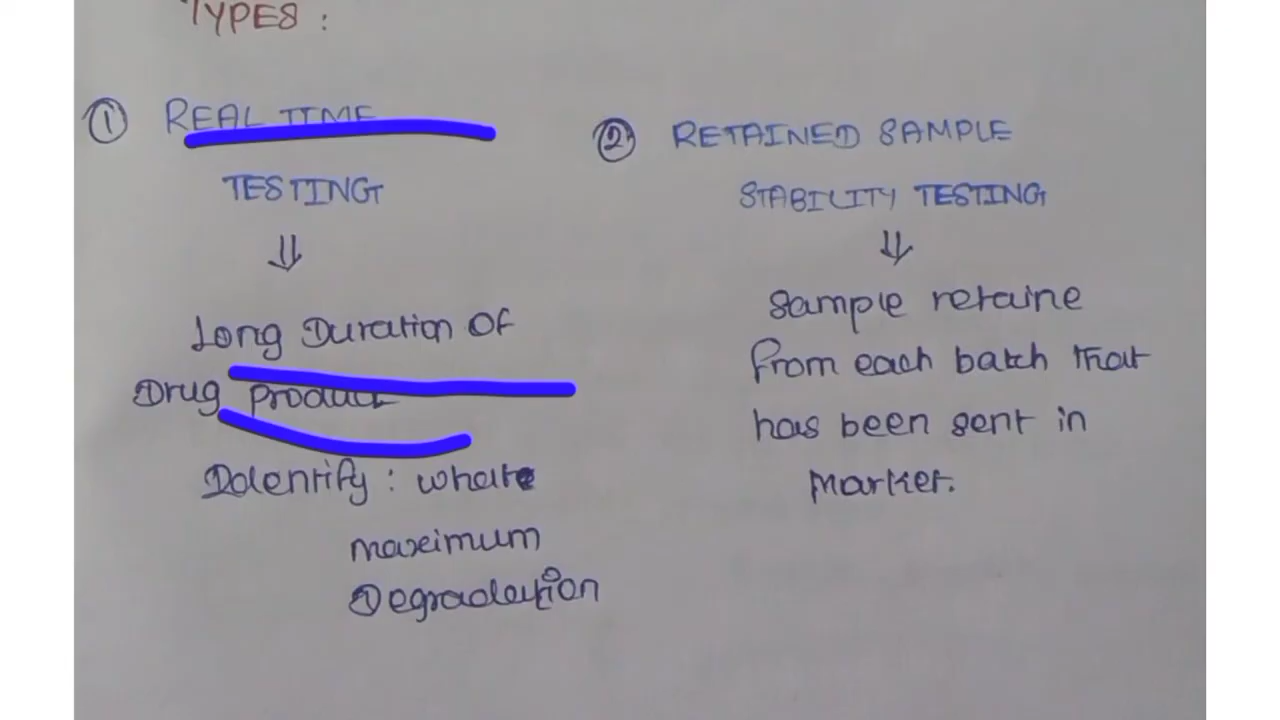 TYPES :
① REAL TIME
TESTING
⇓
Long Duration Of
Drug Product
Identify : where
maximum
Degradation
② RETAINED SAMPLE
STABILITY TESTING
⇓
Sample retaine
from each batch that
has been sent in
market.